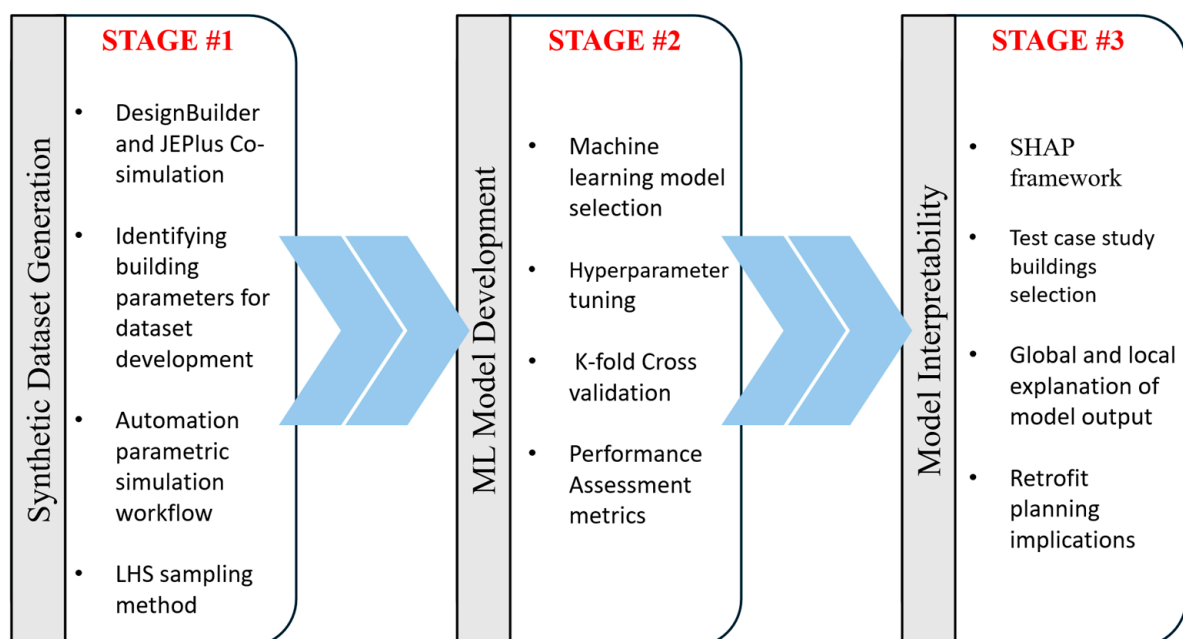 Synthetic Dataset Generation
STAGE #1
• DesignBuilder
and JEPlus Co-
simulation
• Identifying
building
parameters for
dataset
development
• Automation
parametric
simulation
workflow
• LHS sampling
method
ML Model Development
STAGE #2
• Machine
learning model
selection
• Hyperparameter
tuning
• K-fold Cross
validation
• Performance
Assessment
metrics
Model Interpretability
STAGE #3
• SHAP
framework
• Test case study
buildings
selection
• Global and local
explanation of
model output
• Retrofit
planning
implications